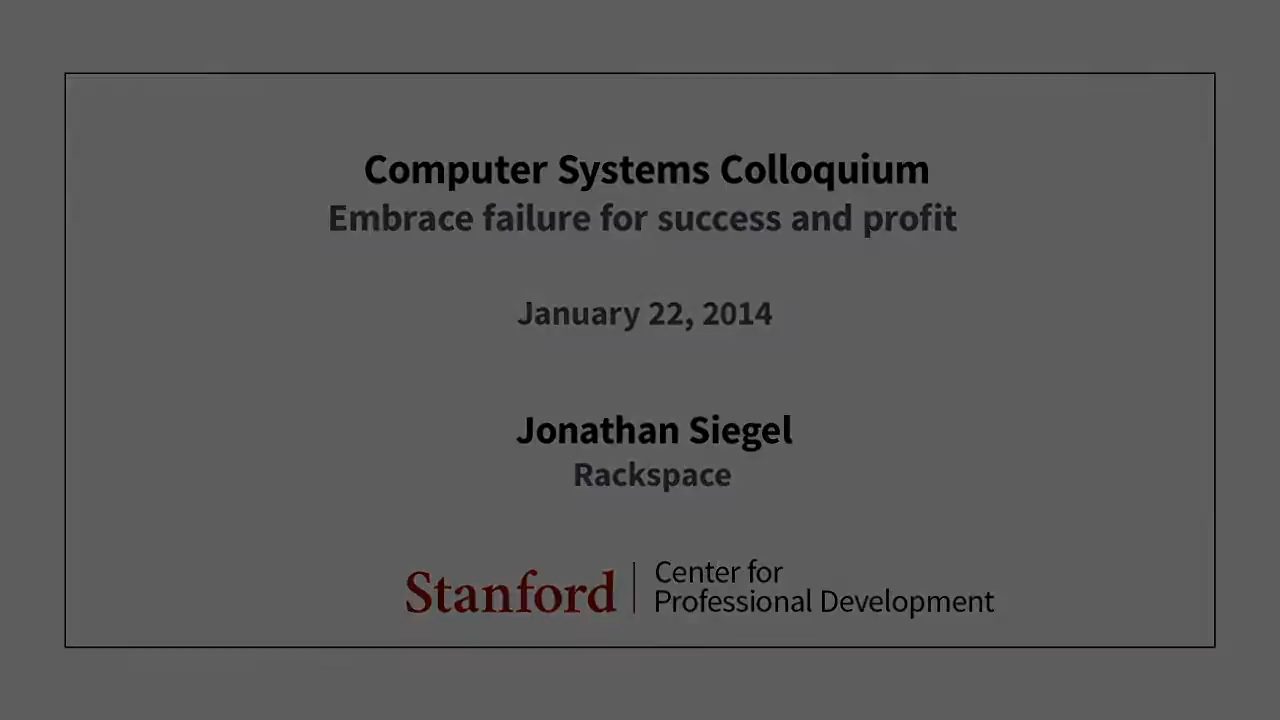 Computer Systems Colloquium
Embrace failure for success and profit
January 22, 2014
Jonathan Siegel
Rackspace
Stanford
Center for
Professional Development